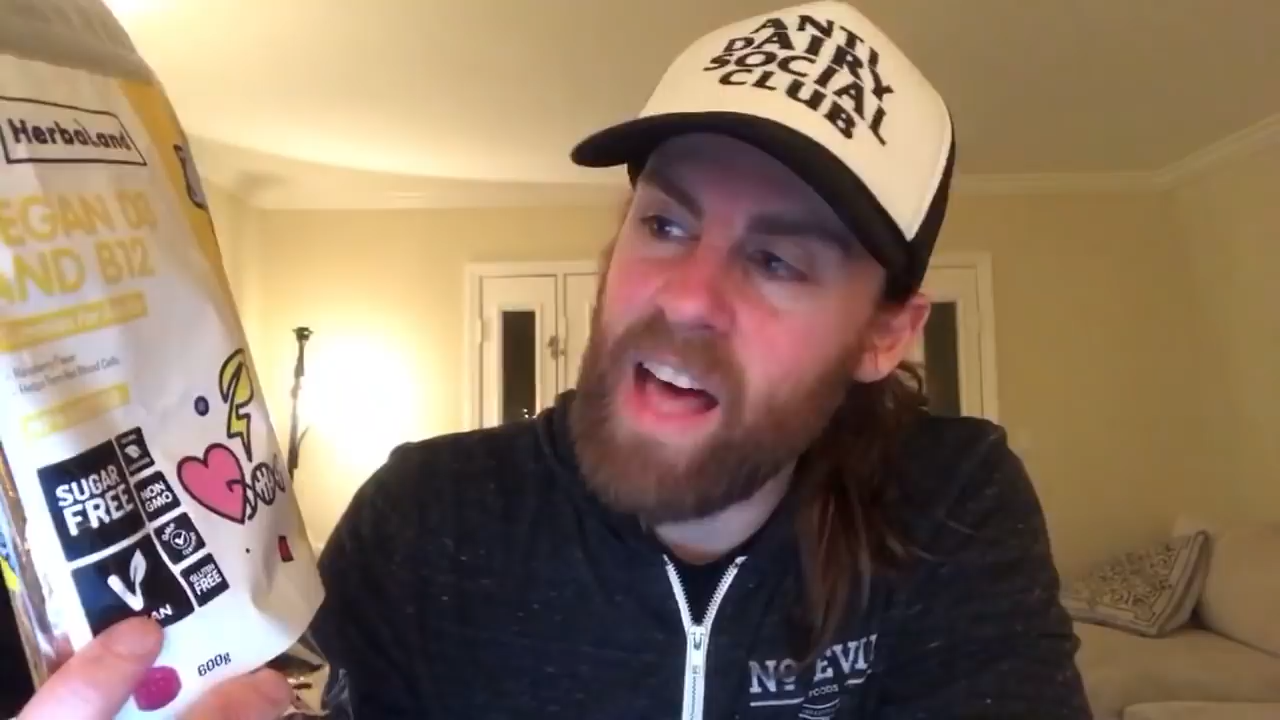 ANTI
DAIRY
SOCIAL
CLUB
HerbaLand
EGAN D3
AND B12
SUGAR
FREE
NON
GMO
GLUTEN
FREE
AN
600g
NO EVIL
FOODS